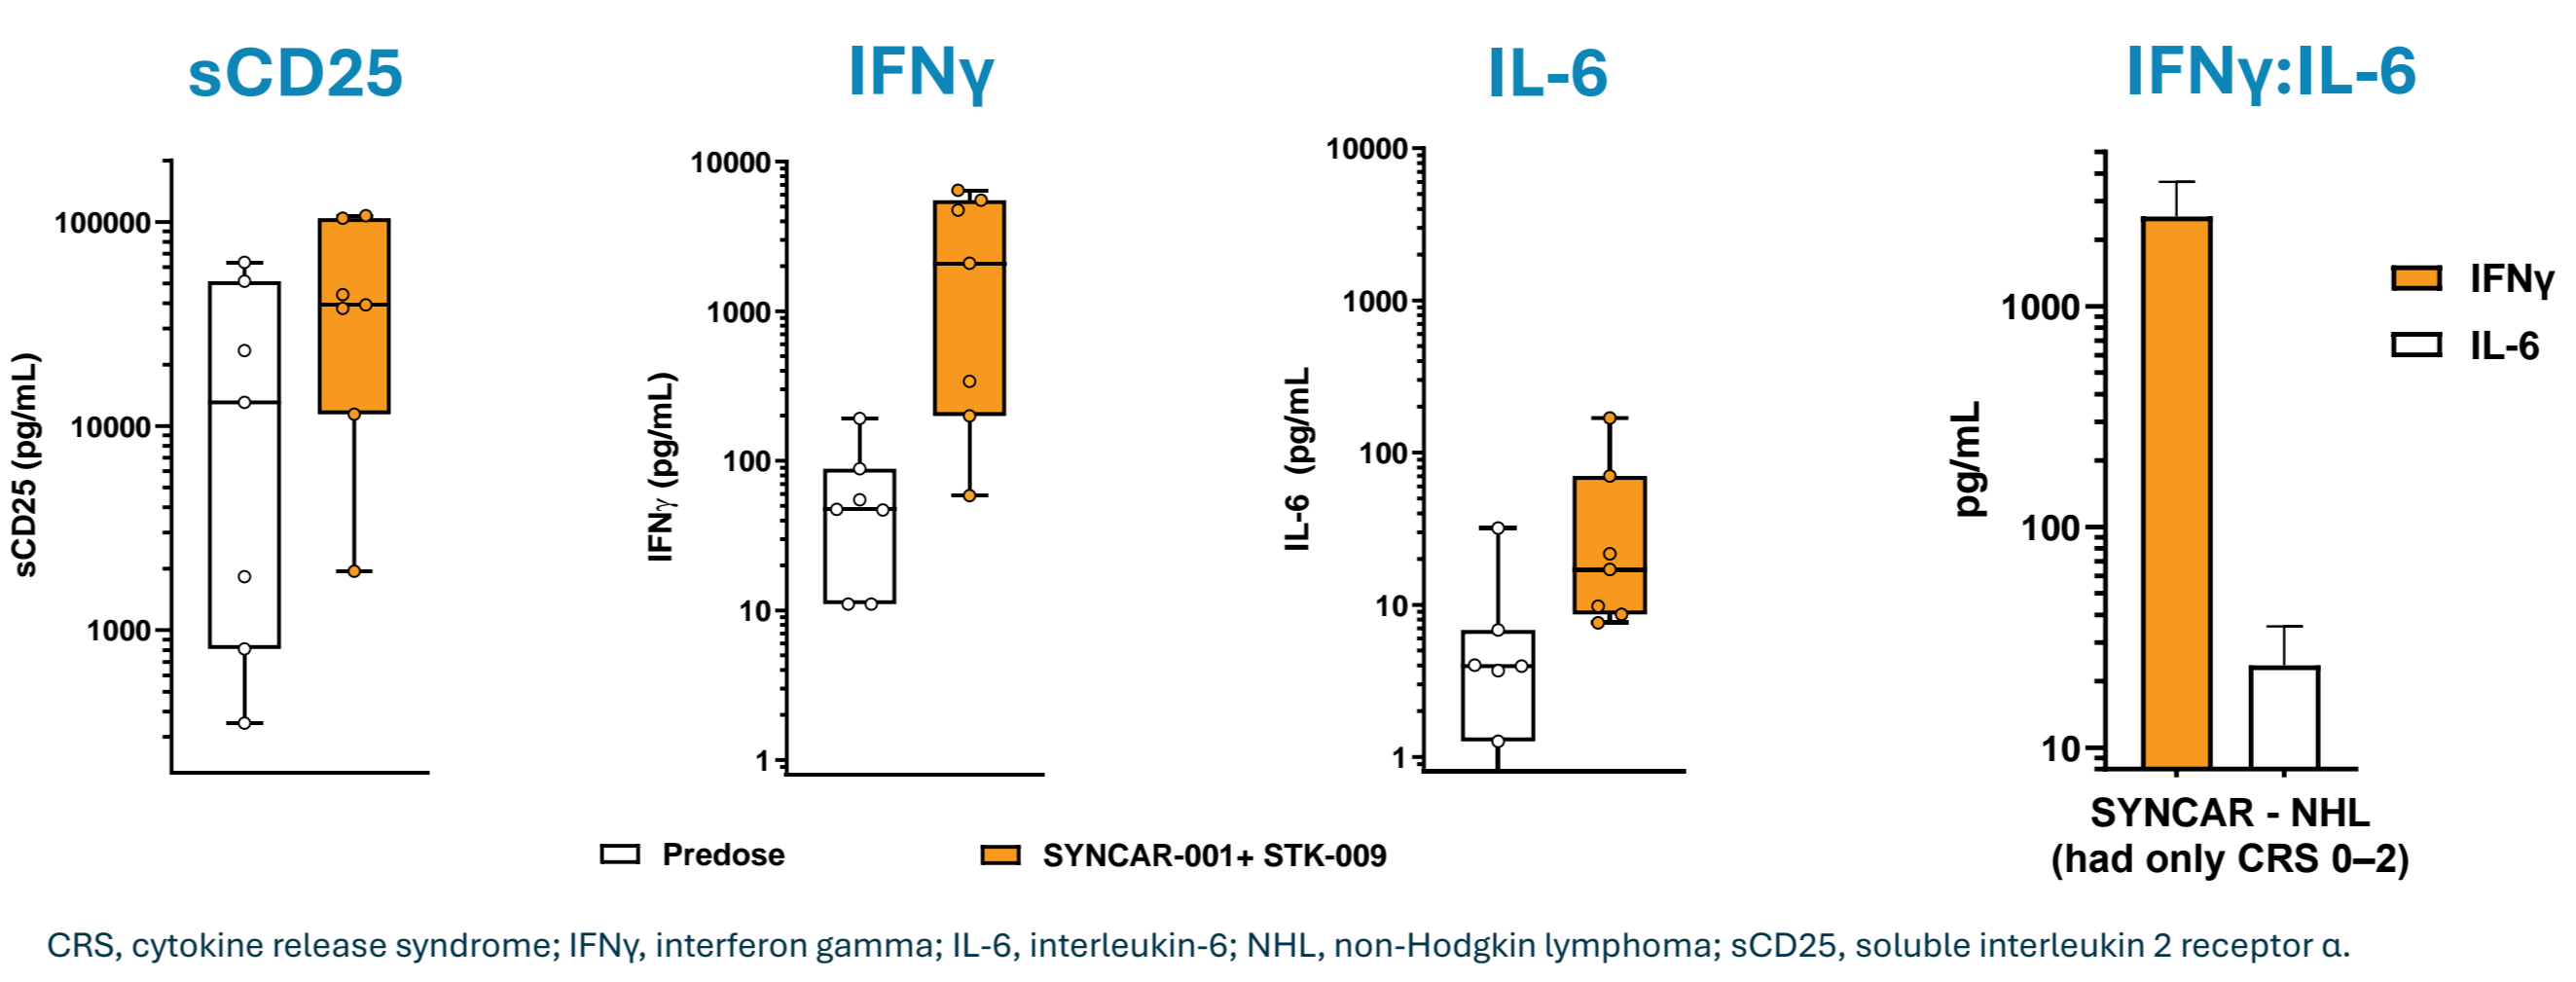 sCD25
IFNγ
IL-6
IFNγ:IL-6
sCD25 (pg/mL)
100000
10000
1000
IFNγ (pg/mL)
10000
1000
100
10
1
IL-6 (pg/mL
10000
1000
100
10
1
pg/mL
1000
100
10
IFNγ
IL-6
SYNCAR - NHL
(had only CRS 0–2)
Predose
SYNCAR-001+ STK-009
CRS, cytokine release syndrome; IFNγ, interferon gamma; IL-6, interleukin-6; NHL, non-Hodgkin lymphoma; sCD25, soluble interleukin 2 receptor α.